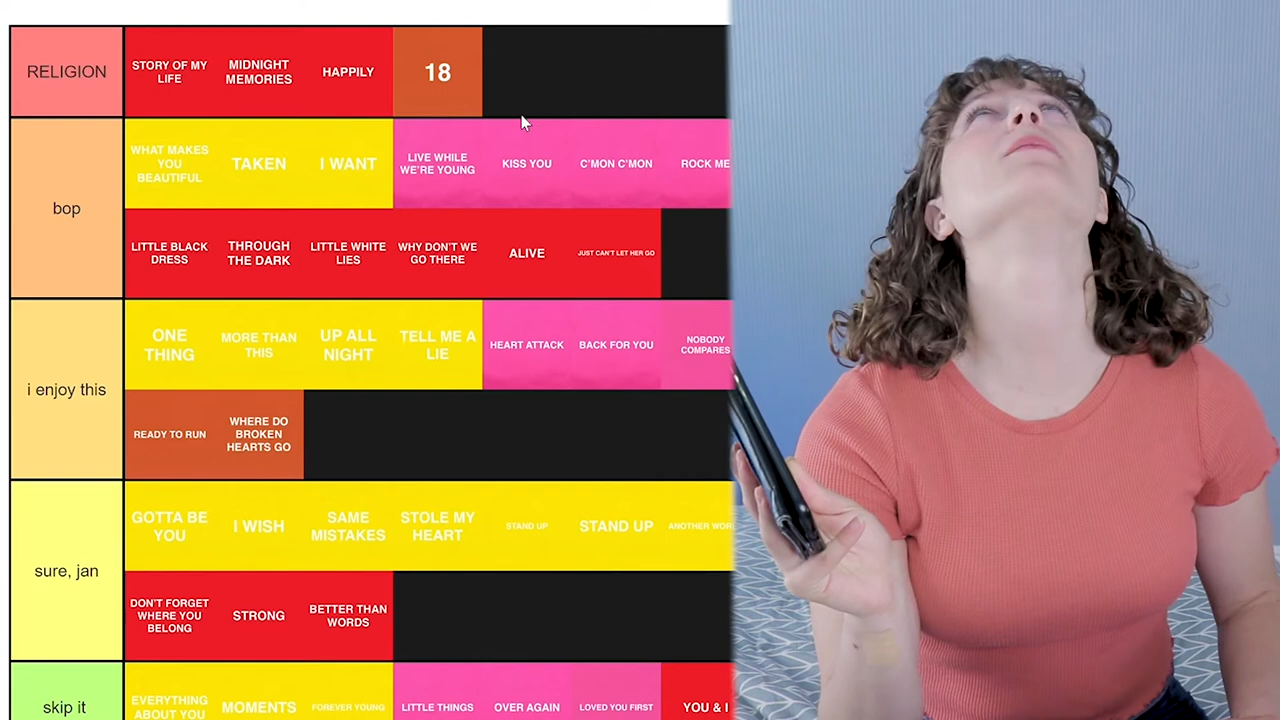 RELIGION
STORY OF MY
LIFE
MIDNIGHT
MEMORIES
HAPPILY
18
bop
WHAT MAKES
YOU
BEAUTIFUL
TAKEN
I WANT
LIVE WHILE
WE'RE YOUNG
KISS YOU
C'MON C'MON
ROCK ME
LITTLE BLACK
DRESS
THROUGH
THE DARK
LITTLE WHITE
LIES
WHY DON'T WE
GO THERE
ALIVE
JUST CAN'T LET HER GO
i enjoy this
ONE
THING
MORE THAN
THIS
UP ALL
NIGHT
TELL ME A
LIE
HEART ATTACK
BACK FOR YOU
NOBODY
COMPARES
READY TO RUN
WHERE DO
BROKEN
HEARTS GO
sure, jan
GOTTA BE
YOU
I WISH
SAME
MISTAKES
STOLE MY
HEART
STAND UP
STAND UP
ANOTHER WOR
DON'T FORGET
WHERE YOU
BELONG
STRONG
BETTER THAN
WORDS
skip it
EVERYTHING
ABOUT YOU
MOMENTS
FOREVER YOUNG
LITTLE THINGS
OVER AGAIN
LOVED YOU FIRST
YOU & I